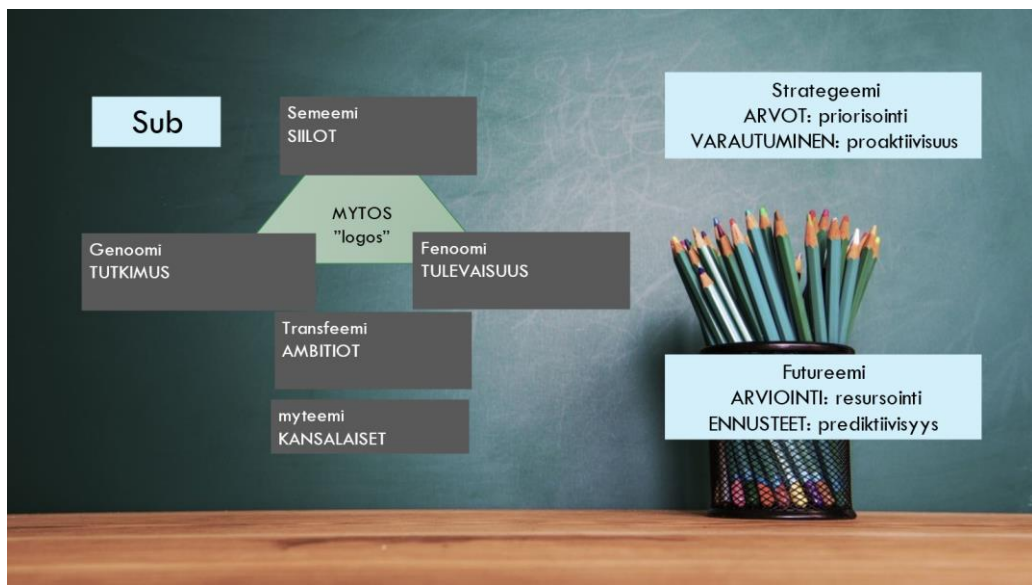 Sub
Semeemi
SIILOT
MYTOS
"logos"
Genoomi
TUTKIMUS
Fenoomi
TULEVAISUUS
Transfeemi
AMBITIOT
myteemi
KANSALAISET
Strategeemi
ARVOT: priorisointi
VARAUTUMINEN: proaktiivisuus
Futureemi
ARVIOINTI: resursointi
ENNUSTEET: prediktiivisyys